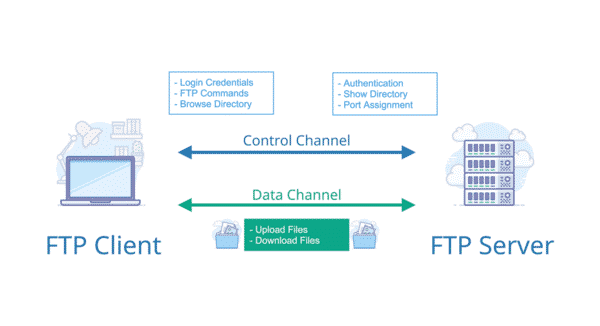 - Login Credentials
- FTP Commands
- Browse Directory
- Authentication
- Show Directory
- Port Assignment
Control Channel
Data Channel
- Upload Files
- Download Files
FTP Client
FTP Server